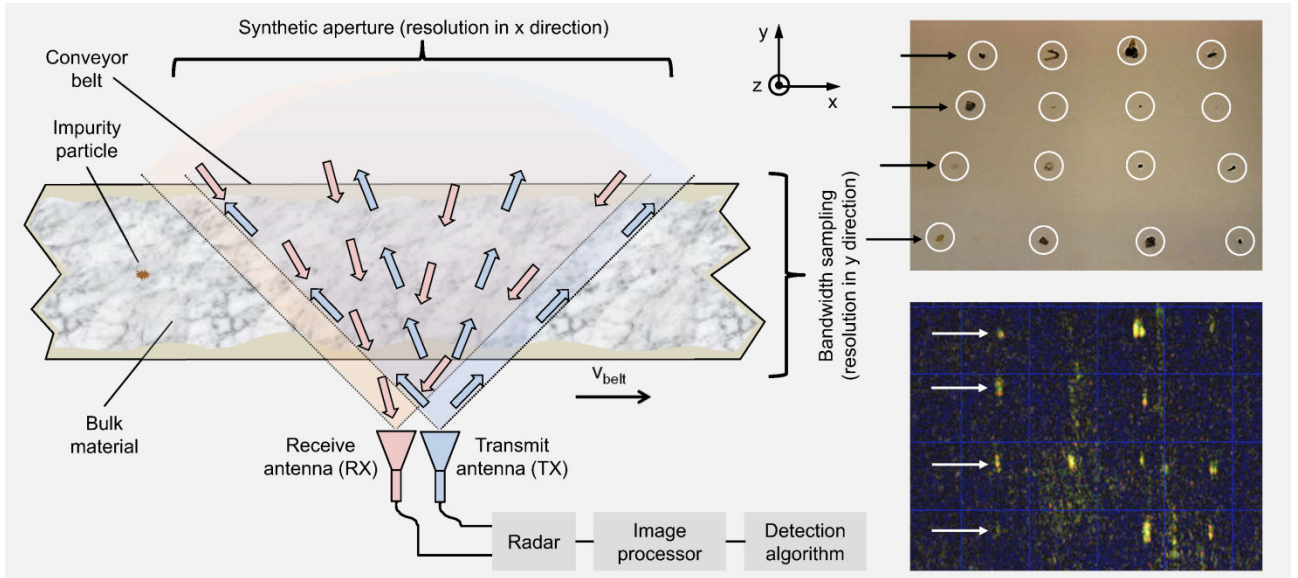 Synthetic aperture (resolution in x direction)
Conveyor
belt
Impurity
particle
y
z
x
Bandwidth sampling
(resolution in y direction)
Vbelt
Bulk
material
Receive
antenna (RX)
Transmit
antenna (TX)
Radar
Image
processor
Detection
algorithm